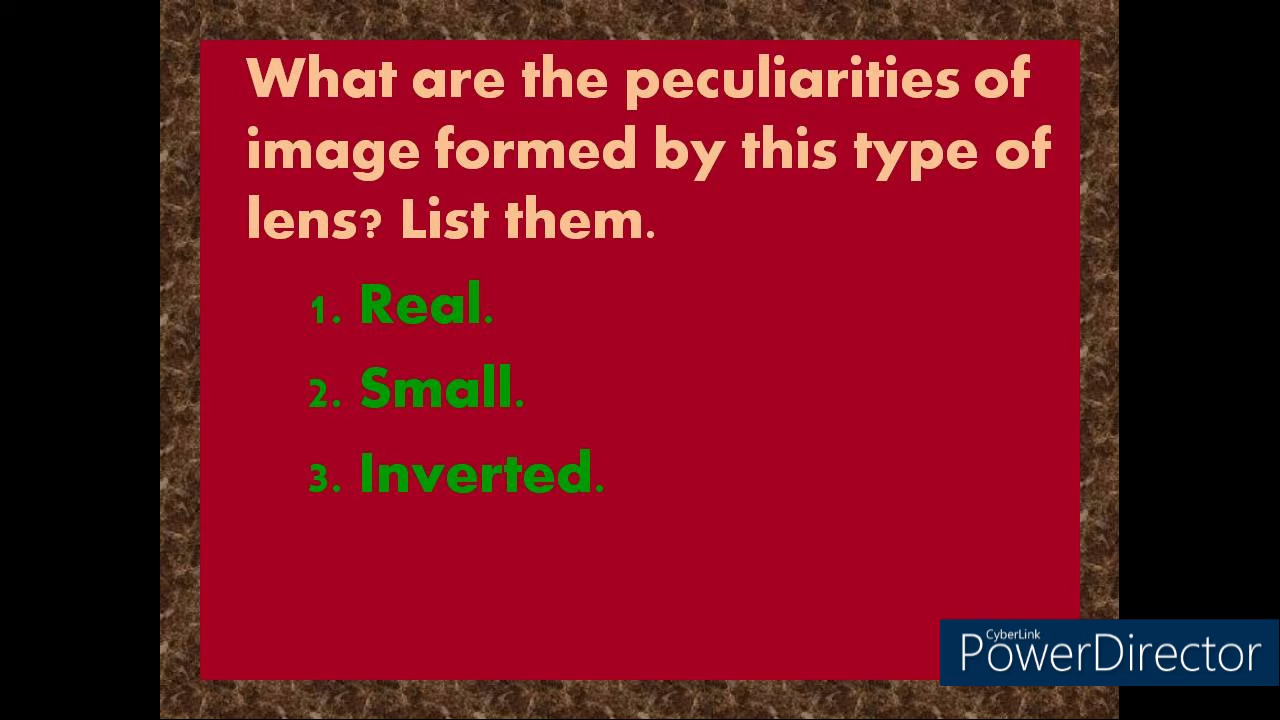 What are the peculiarities of
image formed by this type of
lens? List them.
1. Real.
2. Small.
3. Inverted.
CyberLink
PowerDirector